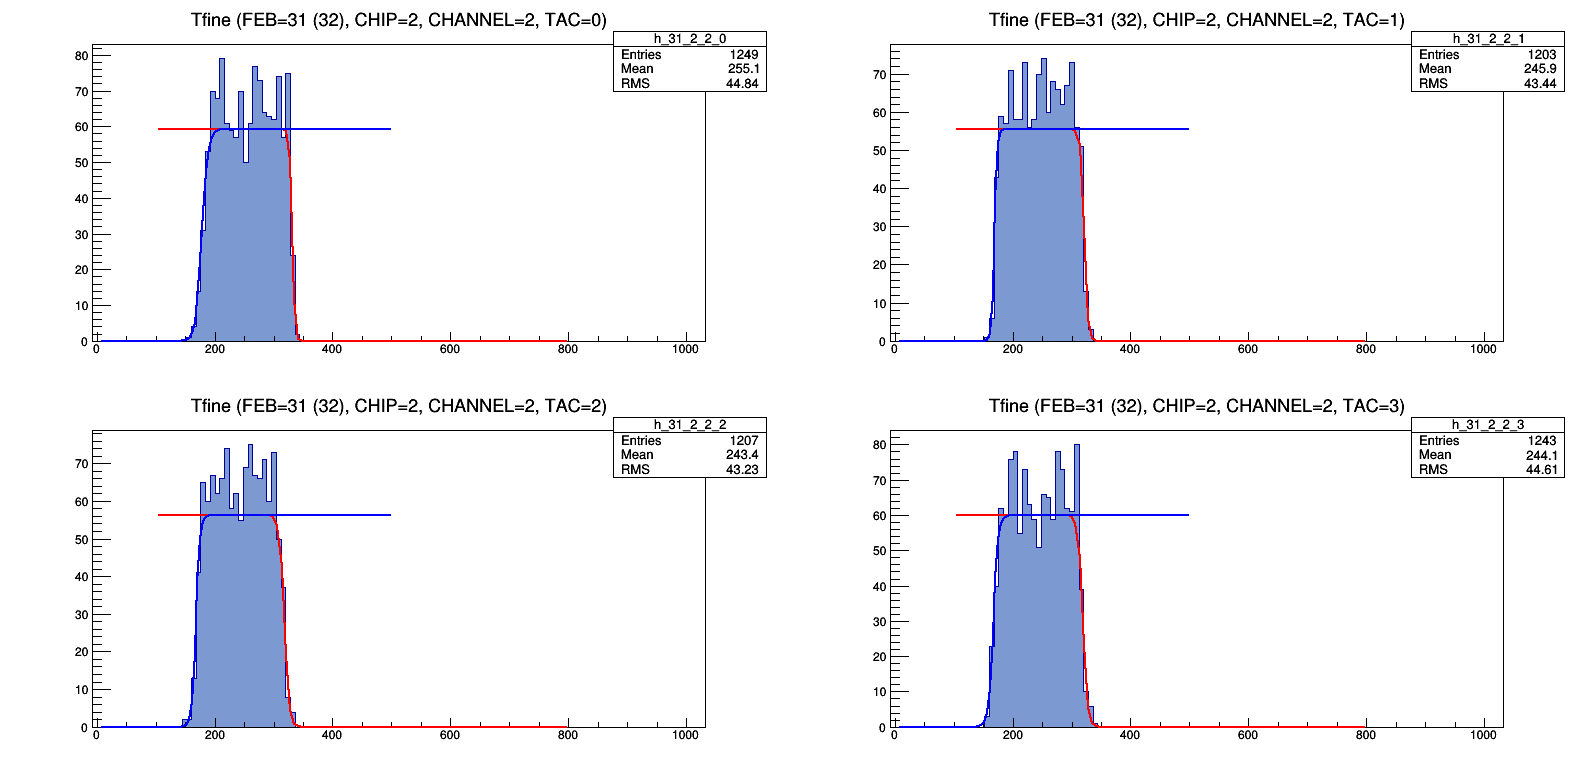 Tfine (FEB=31 (32), CHIP=2, CHANNEL=2, TAC=0)
h_31_2_2_0
Entries 1249
Mean 255.1
RMS 44.84
80
70
60
50
40
30
20
10
0
0 200 400 600 800 1000
Tfine (FEB=31 (32), CHIP=2, CHANNEL=2, TAC=1)
h_31_2_2_1
Entries 1203
Mean 245.9
RMS 43.44
70
60
50
40
30
20
10
0
0 200 400 600 800 1000
Tfine (FEB=31 (32), CHIP=2, CHANNEL=2, TAC=2)
h_31_2_2_2
Entries 1207
Mean 243.4
RMS 43.23
70
60
50
40
30
20
10
0
0 200 400 600 800 1000
Tfine (FEB=31 (32), CHIP=2, CHANNEL=2, TAC=3)
h_31_2_2_3
Entries 1243
Mean 244.1
RMS 44.61
80
70
60
50
40
30
20
10
0
0 200 400 600 800 1000